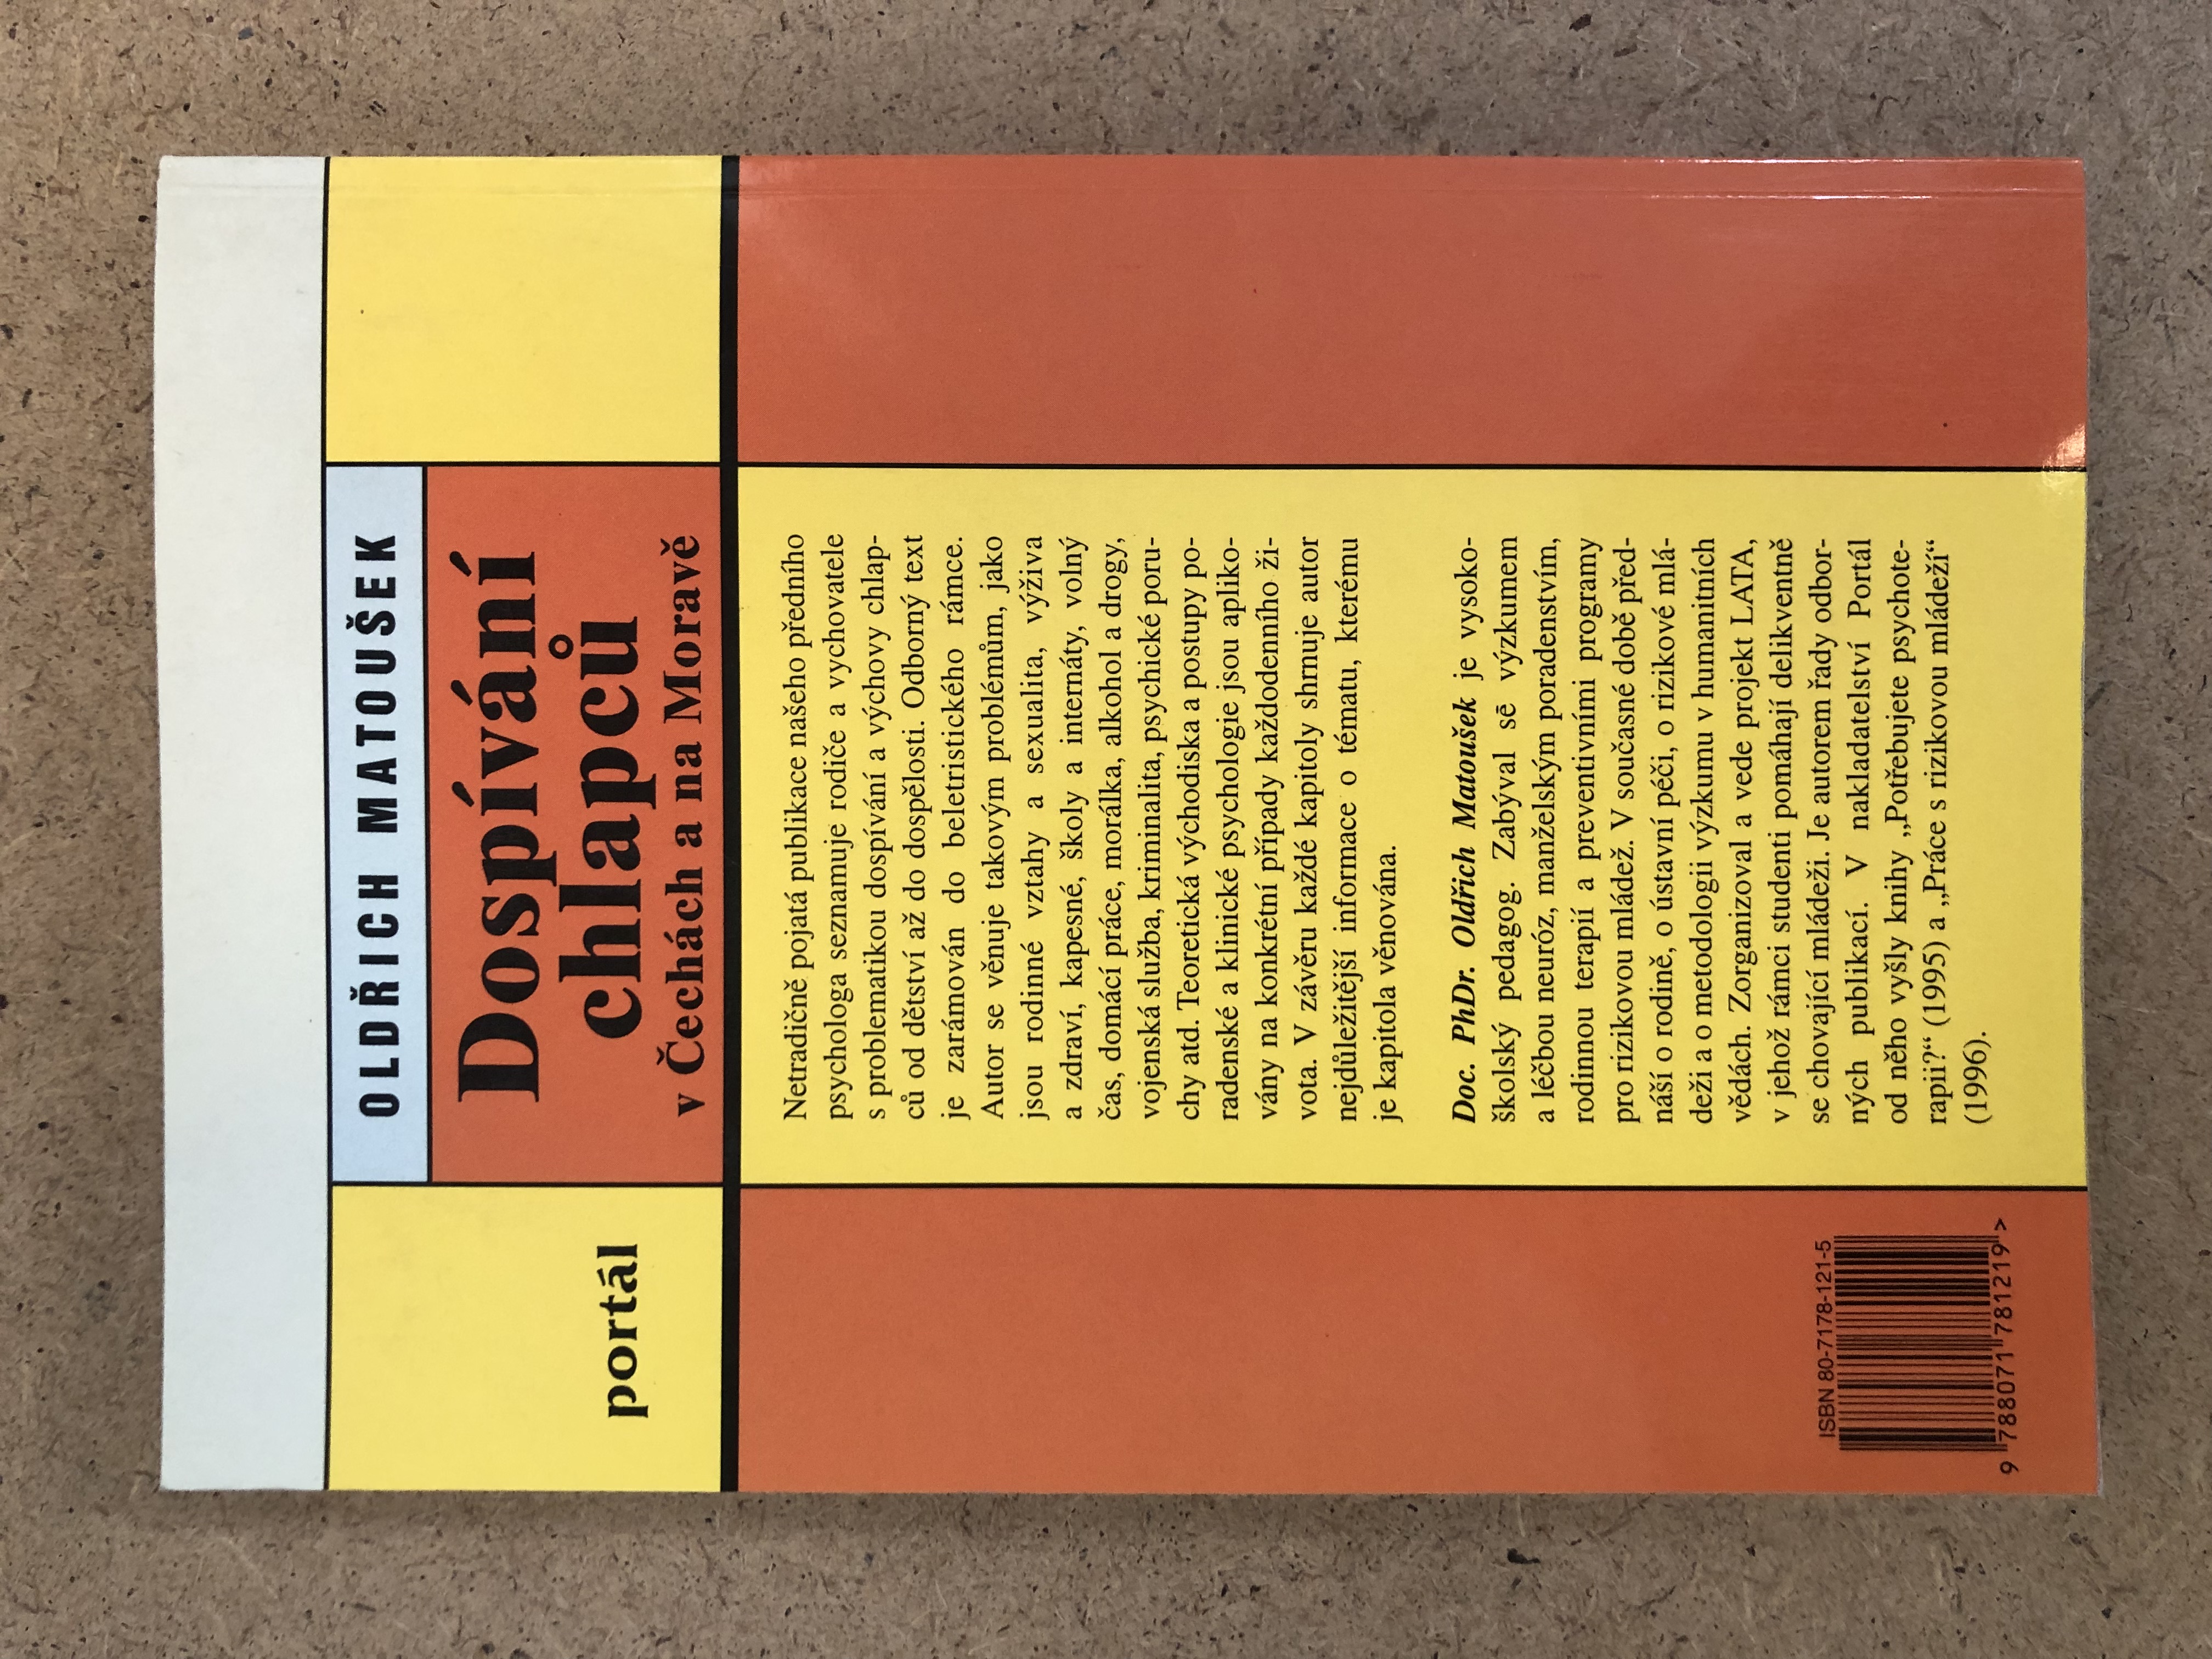 OLDŘICH MATOUŠEK
Dospívání
chlapců
v Čechách a na Moravě
portál
Netradičně pojatá publikace našeho předního
psychologa seznamuje rodiče a vychovatele
s problematikou dospívání a výchovy chlap-
ců od dětství až do dospělosti. Odborný text
je zarámován do beletristického rámce.
Autor se věnuje takovým problémům, jako
jsou rodinné vztahy a sexualita, výživa
a zdraví, kapesné, školy a internáty, volný
čas, domácí práce, morálka, alkohol a drogy,
vojenská služba, kriminalita, psychické poru-
chy atd. Teoretická východiska a postupy po-
radenské a klinické psychologie jsou apliko-
vány na konkrétní případy každodenního ži-
vota. V závěru každé kapitoly shrnuje autor
nejdůležitější informace o tématu, kterému
je kapitola věnována.
Doc. PhDr. Oldřich Matoušek je vysoko-
školský pedagog. Zabýval se výzkumem
a léčbou neuróz, manželským poradenstvím,
rodinnou terapií a preventivními programy
pro rizikovou mládež. V současné době před-
náší o rodině, o ústavní péči, o rizikové mlá-
deži a o metodologii výzkumu v humanitních
vědách. Zorganizoval a vede projekt LATA,
v jehož rámci studenti pomáhají delikventně
se chovající mládeži. Je autorem řady odbor-
ných publikací. V nakladatelství Portál
od něho vyšly knihy „Potřebujete psychote-
rapii?“ (1995) a „Práce s rizikovou mládeží“
(1996).
ISBN 80-7178-121-5
9 788071 781219 >